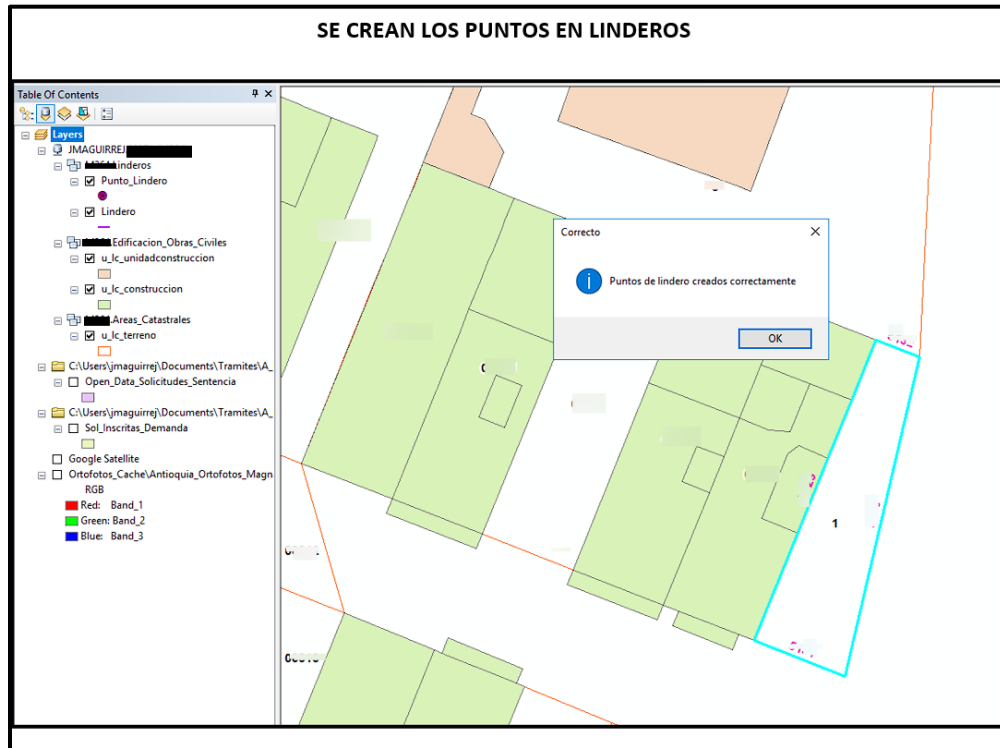 SE CREAN LOS PUNTOS EN LINDEROS
Table Of Contents
Layers
JMAGUIRREJ
Linderos
Punto_Lindero
Lindero
.Edificacion_Obras_Civiles
u_lc_unidadconstruccion
u_lc_construccion
.Areas_Catastrales
u_lc_terreno
C:\Users\jmaguirrej\Documents\Tramites\A_
Open_Data_Solicitudes_Sentencia
C:\Users\jmaguirrej\Documents\Tramites\A_
Sol_Inscritas_Demanda
Google Satellite
Ortofotos_Cache\Antioquia_Ortofotos_Magn
RGB
Red: Band_1
Green: Band_2
Blue: Band_3
Correcto
Puntos de lindero creados correctamente
OK
1